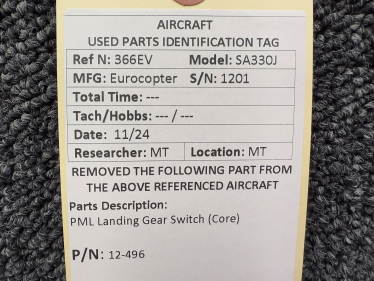 AIRCRAFT
USED PARTS IDENTIFICATION TAG
Ref N: 366EV Model: SA330J
MFG: Eurocopter S/N: 1201
Total Time: ---
Tach/Hobbs: --- / ---
Date: 11/24
Researcher: MT Location: MT
REMOVED THE FOLLOWING PART FROM
THE ABOVE REFERENCED AIRCRAFT
Parts Description:
PML Landing Gear Switch (Core)
P/N: 12-496